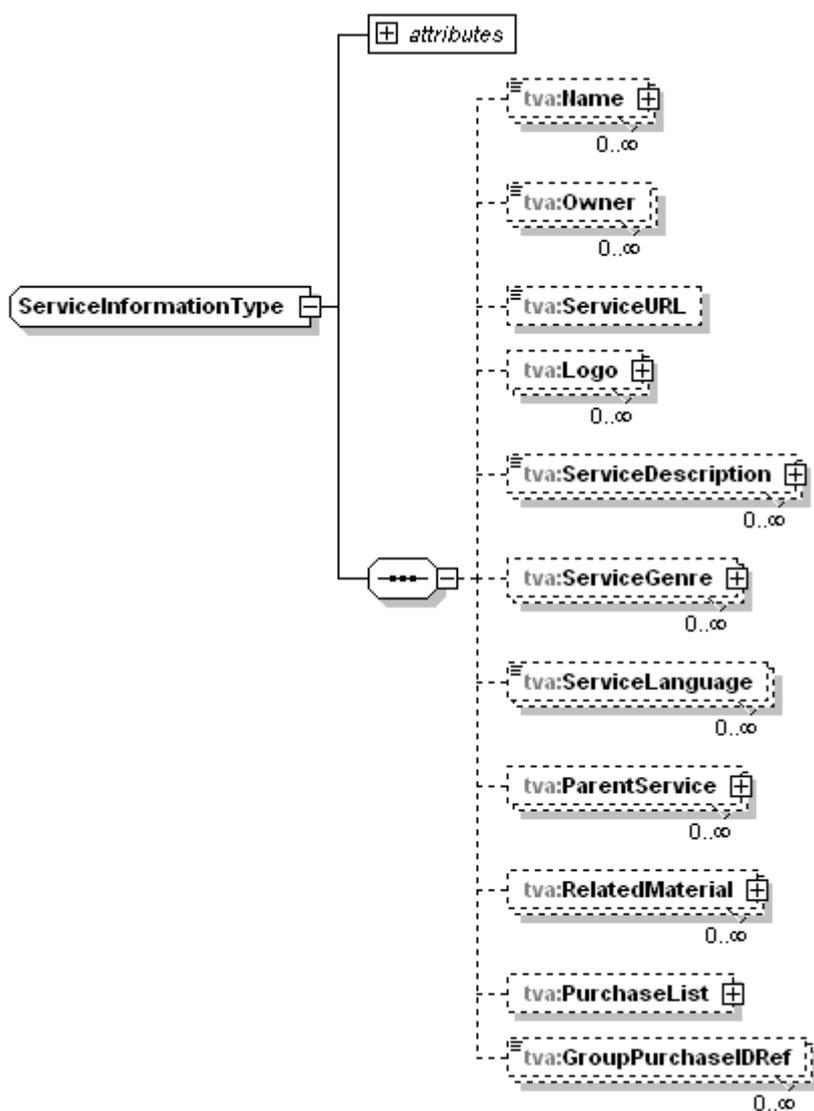 attributes
tva:Name
0..∞
tva:Owner
0..∞
ServiceInformationType
tva:ServiceURL
tva:Logo
0..∞
tva:ServiceDescription
0..∞
tva:ServiceGenre
0..∞
tva:ServiceLanguage
0..∞
tva:ParentService
0..∞
tva:RelatedMaterial
0..∞
tva:PurchaseList
tva:GroupPurchaseIDRef
0..∞